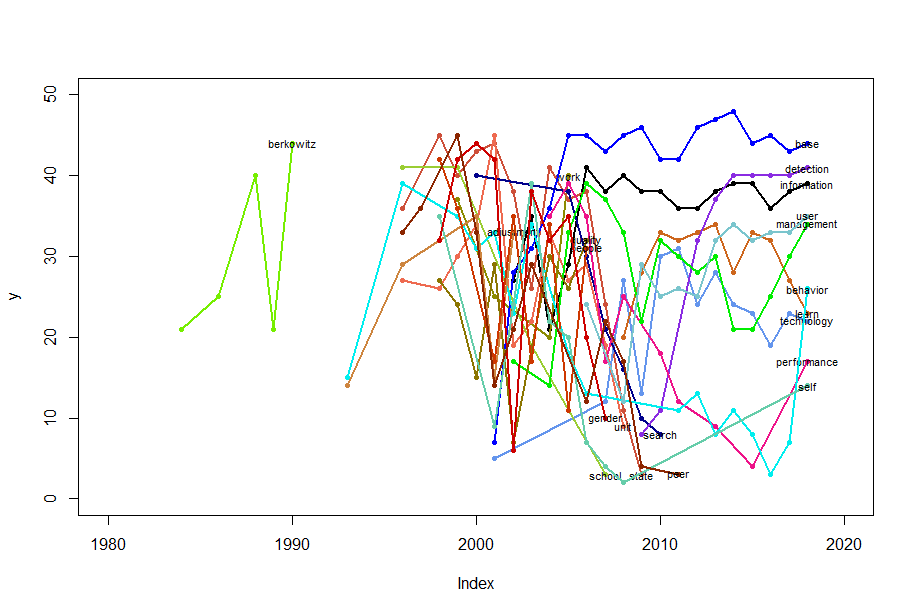 50
40
30
20
10
0
y
berkowitz
base
work
detection
information
adjustment
user
management
quality
people
behavior
learn
technology
performance
self
gender
unit
search
school
state
peer
1980
1990
2000
2010
2020
Index